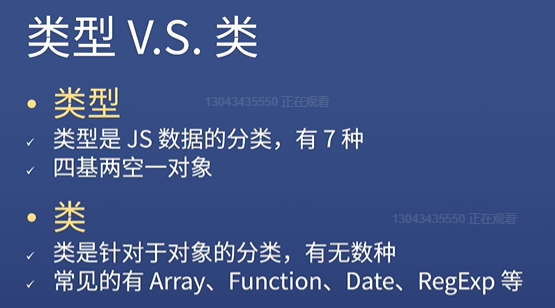 类型 V.S. 类
• 类型
13043435550 正在观看
✓ 类型是 JS 数据的分类，有 7 种
✓ 四基两空一对象
• 类
13043435550 正在观看
✓ 类是针对于对象的分类，有无数种
✓ 常见的有 Array、Function、Date、RegExp 等